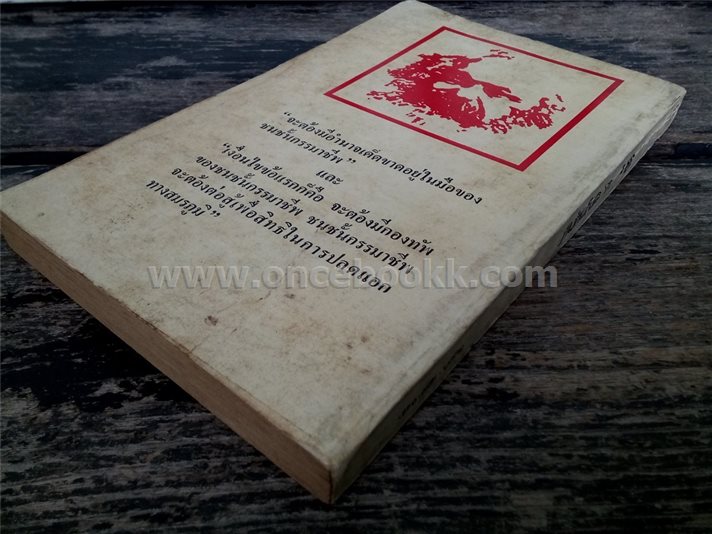 “จะต้องมีอำนาจเด็ดขาดอยู่ในมือของ
ชนชั้นกรรมาชีพ”
และ
“เงื่อนไขข้อแรกก็คือ จะต้องมีกองทัพ
ของชนชั้นกรรมาชีพ ชนชั้นกรรมาชีพ
จะต้องต่อสู้เพื่อสิทธิในการปลดแอก
ทางสมรภูมิ”
www.oncebookk.com